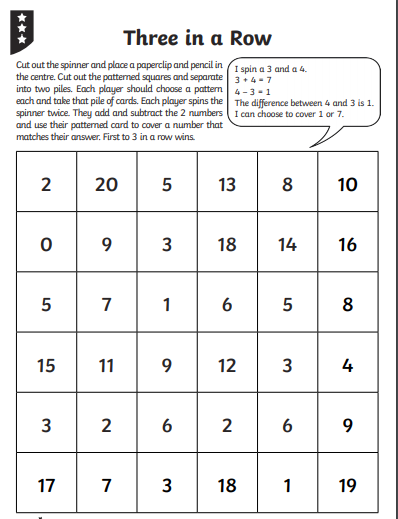 Three in a Row
Cut out the spinner and place a paperclip and pencil in
the centre. Cut out the patterned squares and separate
into two piles. Each player should choose a pattern
each and take that pile of cards. Each player spins the
spinner twice. They add and subtract the 2 numbers
and use their patterned card to cover a number that
matches their answer. First to 3 in a row wins.
I spin a 3 and a 4.
3 + 4 = 7
4 – 3 = 1
The difference between 4 and 3 is 1.
I can choose to cover 1 or 7.
2 20 5 13 8 10
0 9 3 18 14 16
5 7 1 6 5 8
15 11 9 12 3 4
3 2 6 2 6 9
17 7 3 18 1 19